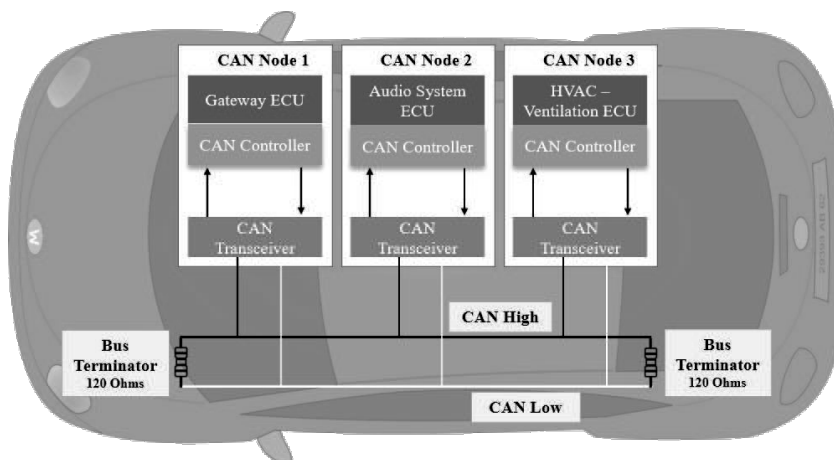 CAN Node 1
Gateway ECU
CAN Controller
CAN
Transceiver
CAN Node 2
Audio System
ECU
CAN Controller
CAN
Transceiver
CAN Node 3
HVAC –
Ventilation ECU
CAN Controller
CAN
Transceiver
CAN High
Bus
Terminator
120 Ohms
Bus
Terminator
120 Ohms
CAN Low
W